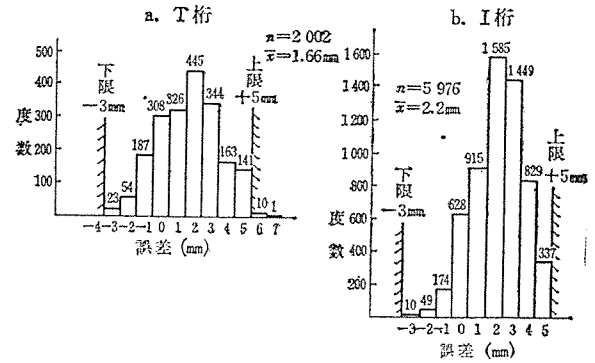 a. T桁
n=2 002
x̄=1.66mm
度数
500
400
300
200
100
下限
-3mm
上限
+5mm
23
54
187
308
326
445
344
163
141
10
1
-4 -3 -2 -1 0 1 2 3 4 5 6 7
誤差 (mm)
b. I桁
n=5 976
x̄=2.2mm
度数
1 600
1 400
1 200
1 000
800
600
400
200
下限
-3mm
上限
+5mm
10
49
174
628
915
1 585
1 449
829
337
-3 -2 -1 0 1 2 3 4 5
誤差 (mm)